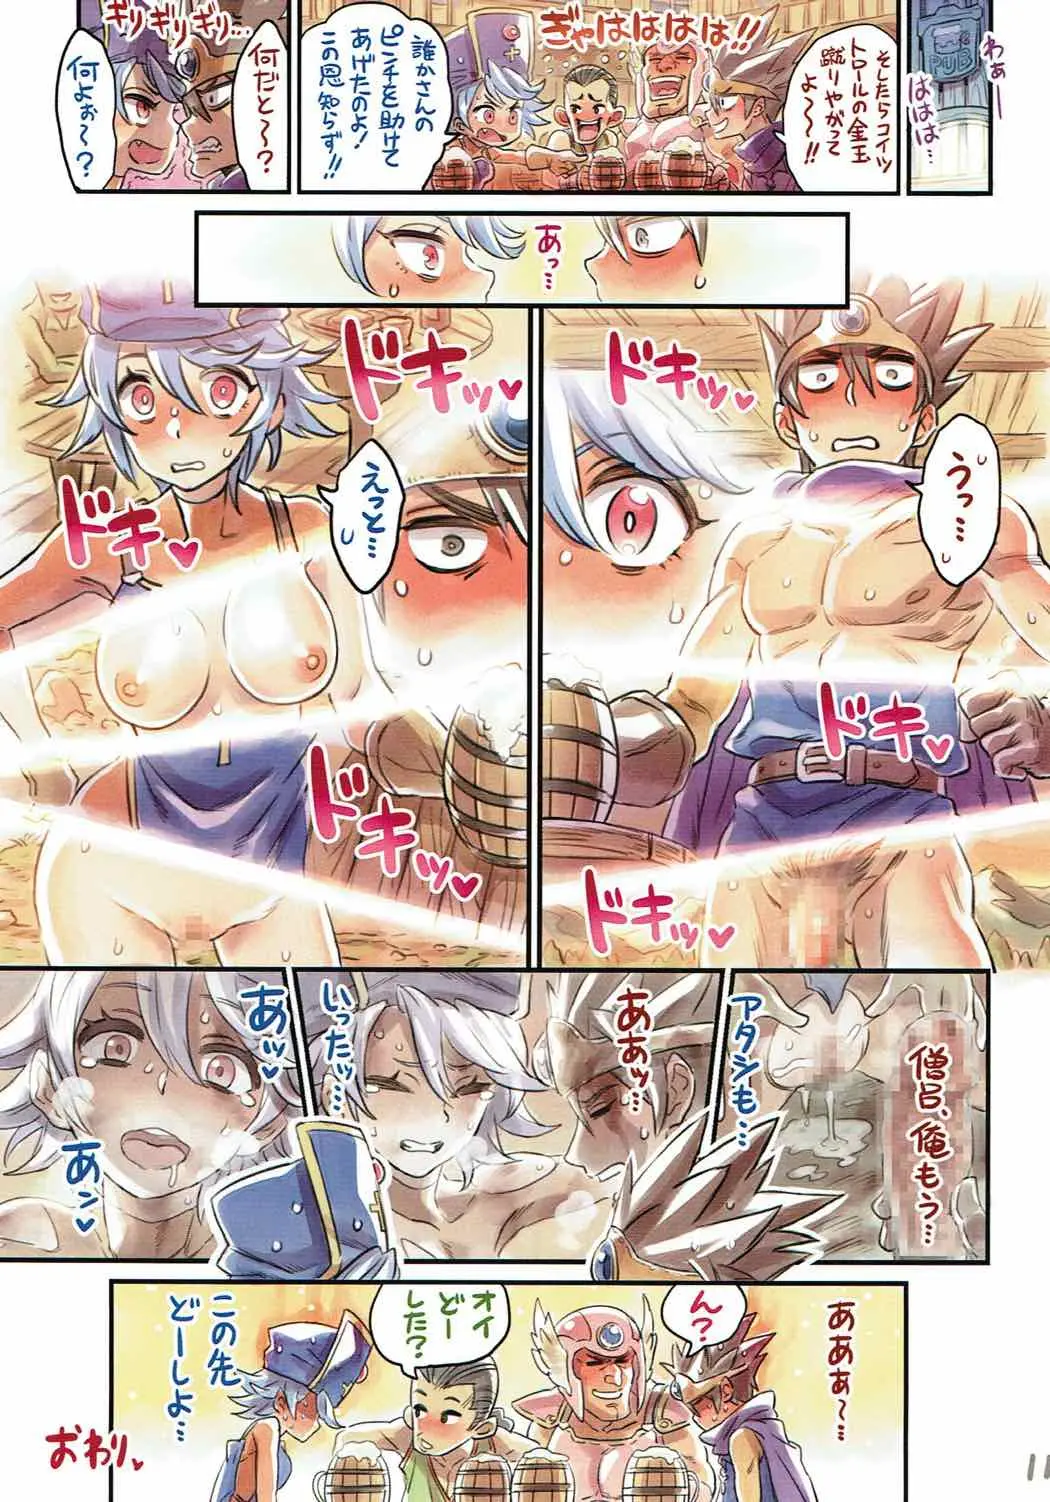 PUB
わあー
ははは…
そしたらコイツ
トロールの金玉
蹴りやがって
よ〜〜!!
ぎゃはははは!!
誰かさんの
ピンチを助けて
あげたのよ!
この恩知らず!!
ギリギリギリ…
何だと〜?
何よぉ〜?
あっ…
うっ…
ドキッ♥
ドキ♥
ドキッ♥
ドキッ♥
えっと…
ドキ♥
ドキッ♥
僧侶、俺もう…
アタシも…
ああッ…
いったッ…
あッ♥
あン♥
あああ〜…
ん?
オイ
どー
した?
この先
どーしよ…
おわり♥
11